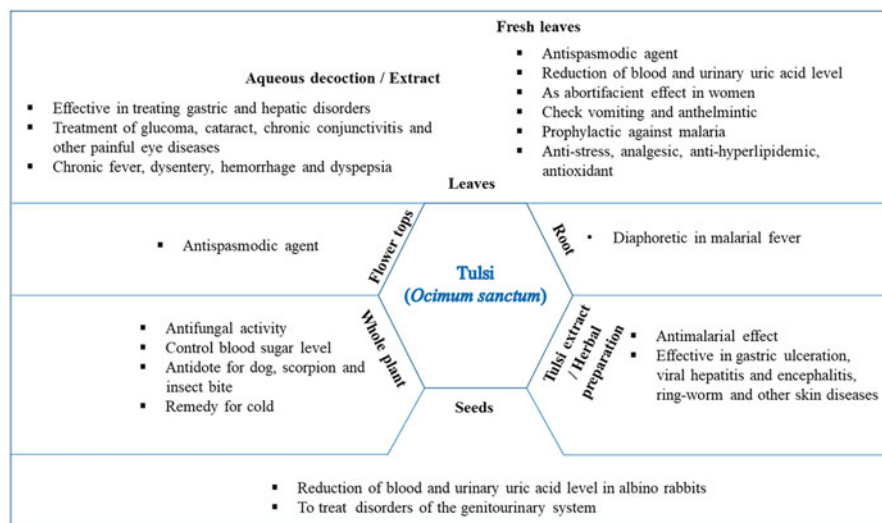 Fresh leaves
▪ Antispasmodic agent
▪ Reduction of blood and urinary uric acid level
▪ As abortifacient effect in women
▪ Check vomiting and anthelmintic
▪ Prophylactic against malaria
▪ Anti-stress, analgesic, anti-hyperlipidemic,
antioxidant
Aqueous decoction / Extract
▪ Effective in treating gastric and hepatic disorders
▪ Treatment of glucoma, cataract, chronic conjunctivitis and
other painful eye diseases
▪ Chronic fever, dysentery, hemorrhage and dyspepsia
Leaves
Flower tops
▪ Antispasmodic agent
Root
• Diaphoretic in malarial fever
Tulsi
(Ocimum sanctum)
Whole plant
▪ Antifungal activity
▪ Control blood sugar level
▪ Antidote for dog, scorpion and
insect bite
▪ Remedy for cold
Tulsi extract
/ Herbal
preparation
▪ Antimalarial effect
▪ Effective in gastric ulceration,
viral hepatitis and encephalitis,
ring-worm and other skin diseases
Seeds
▪ Reduction of blood and urinary uric acid level in albino rabbits
▪ To treat disorders of the genitourinary system